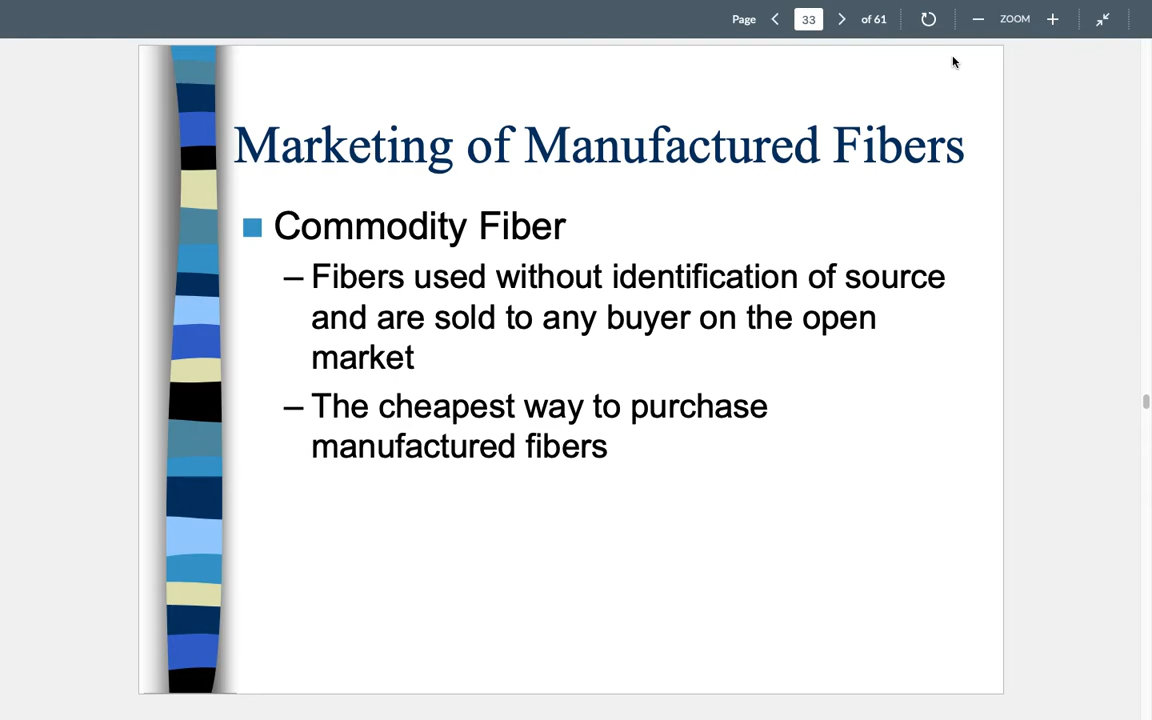 Page 33 of 61 ZOOM
Marketing of Manufactured Fibers
Commodity Fiber
– Fibers used without identification of source
and are sold to any buyer on the open
market
– The cheapest way to purchase
manufactured fibers